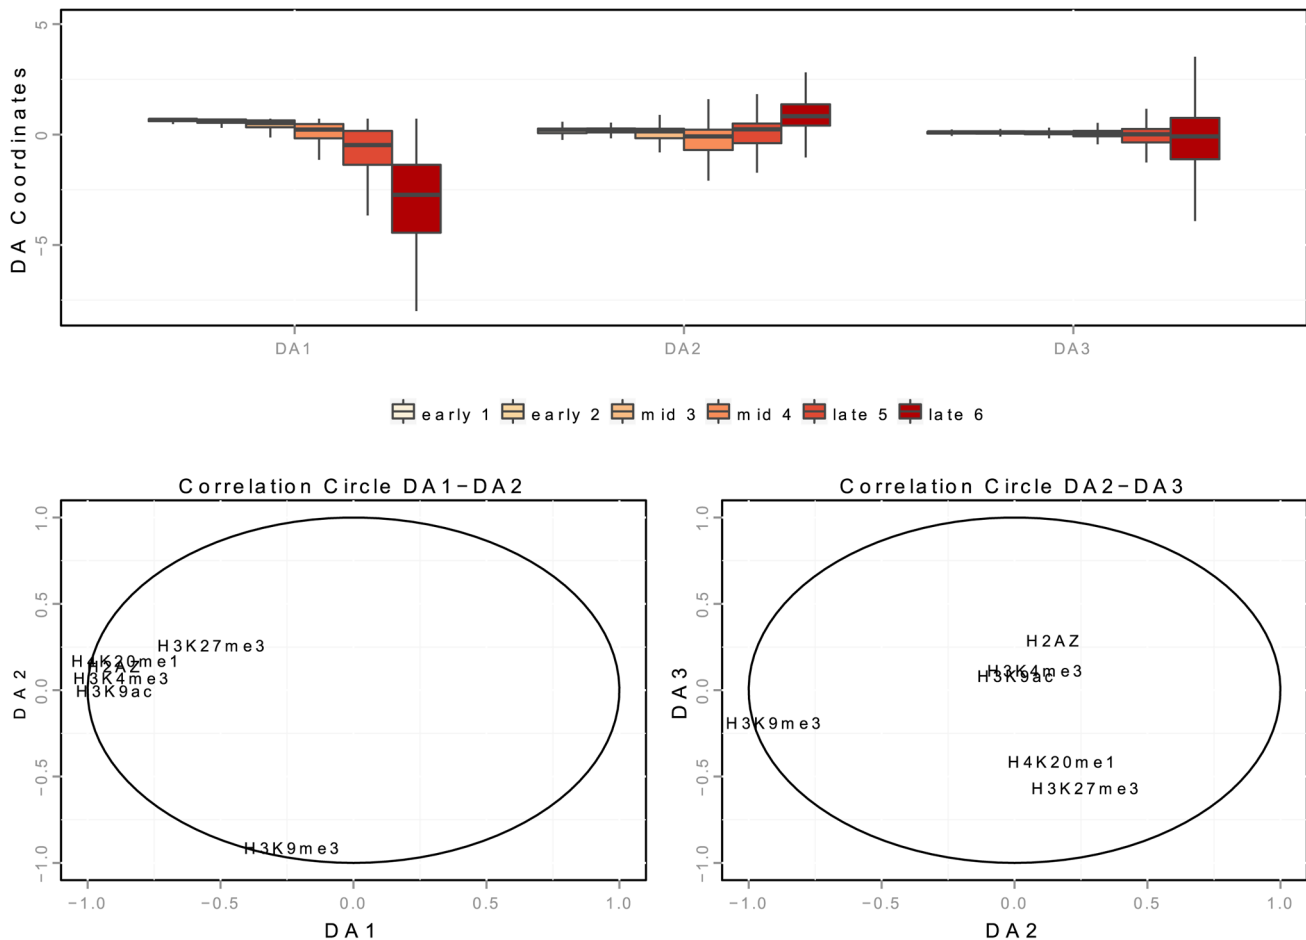 DA Coordinates
5
0
−5
DA1 DA2 DA3
early 1 early 2 mid 3 mid 4 late 5 late 6
Correlation Circle DA1−DA2
DA2
1.0
0.5
0.0
−0.5
−1.0
H3K27me3
H4K20me1
H2AZ
H3K4me3
H3K9ac
H3K9me3
−1.0 −0.5 0.0 0.5 1.0
DA1
Correlation Circle DA2−DA3
DA3
1.0
0.5
0.0
−0.5
−1.0
H2AZ
H3K4me3
H3K9ac
H3K9me3
H4K20me1
H3K27me3
−1.0 −0.5 0.0 0.5 1.0
DA2